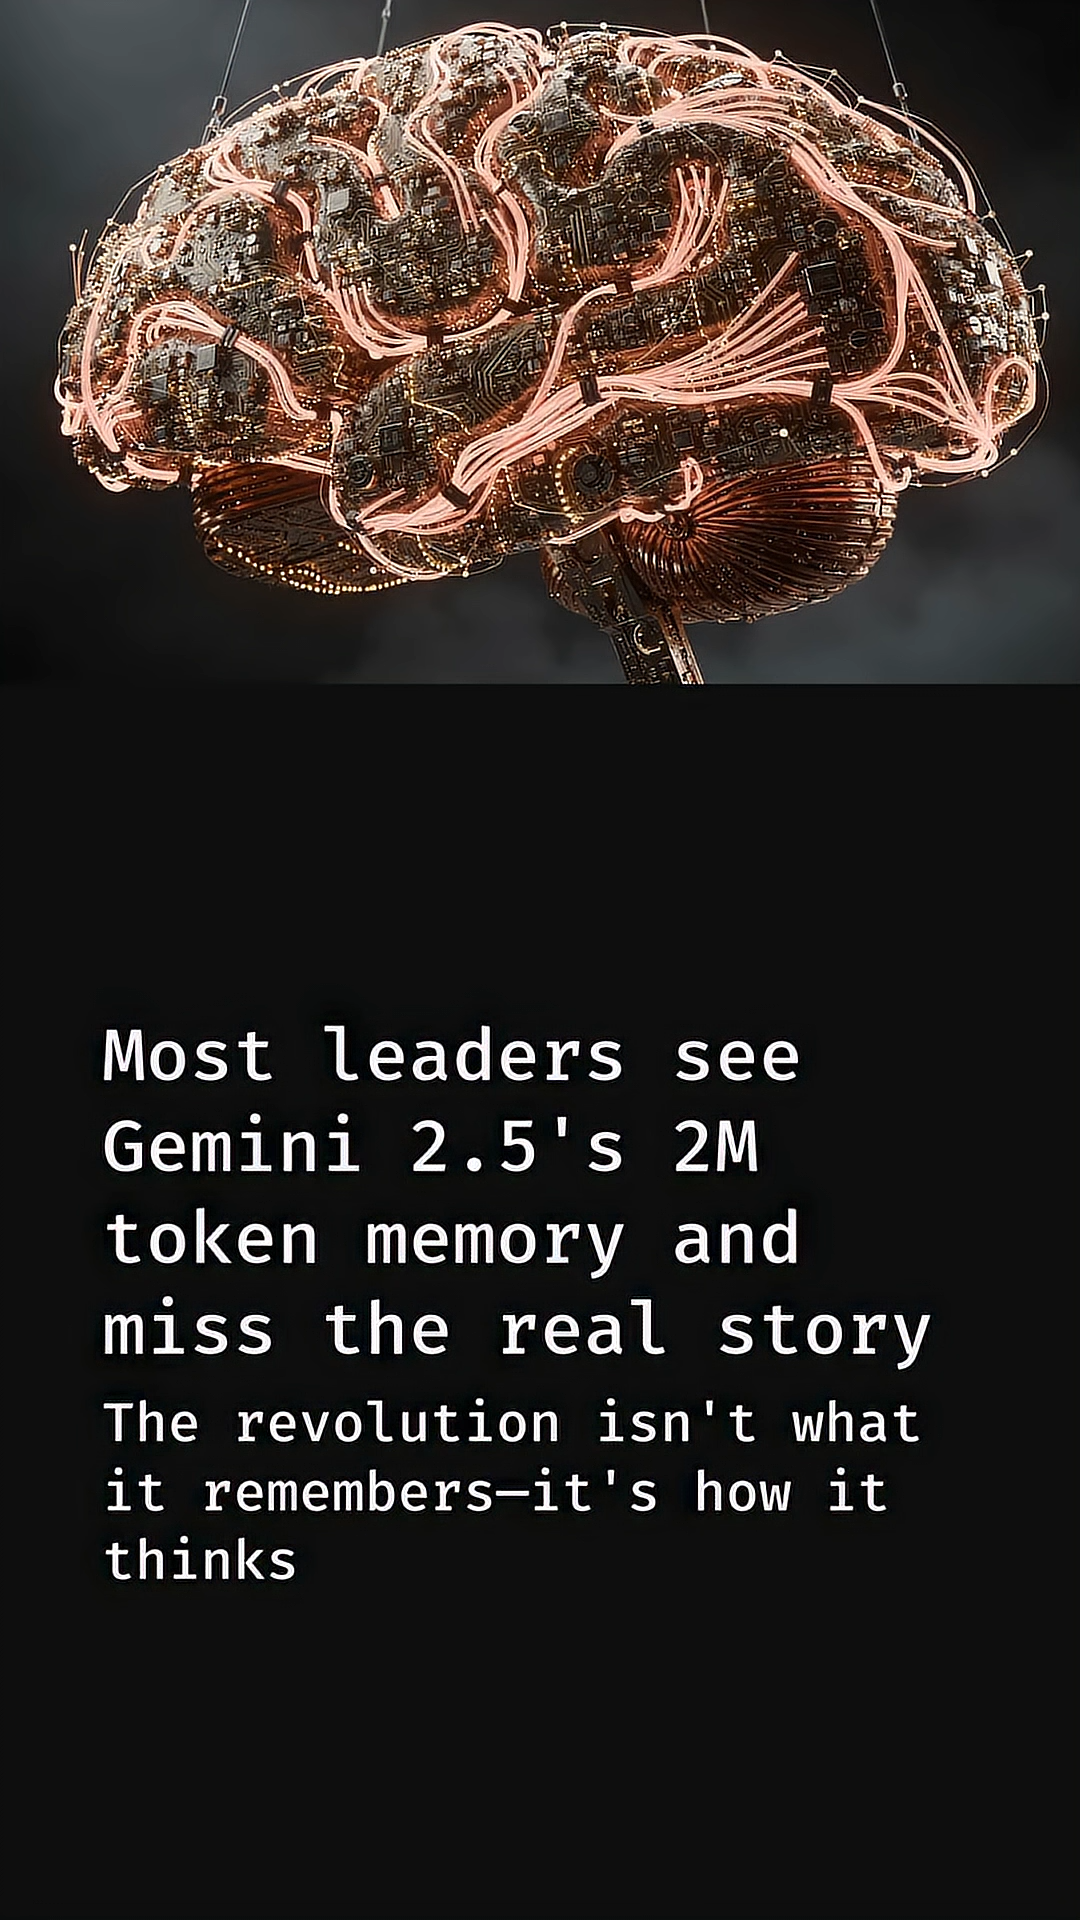 Most leaders see
Gemini 2.5's 2M
token memory and
miss the real story
The revolution isn't what
it remembers—it's how it
thinks